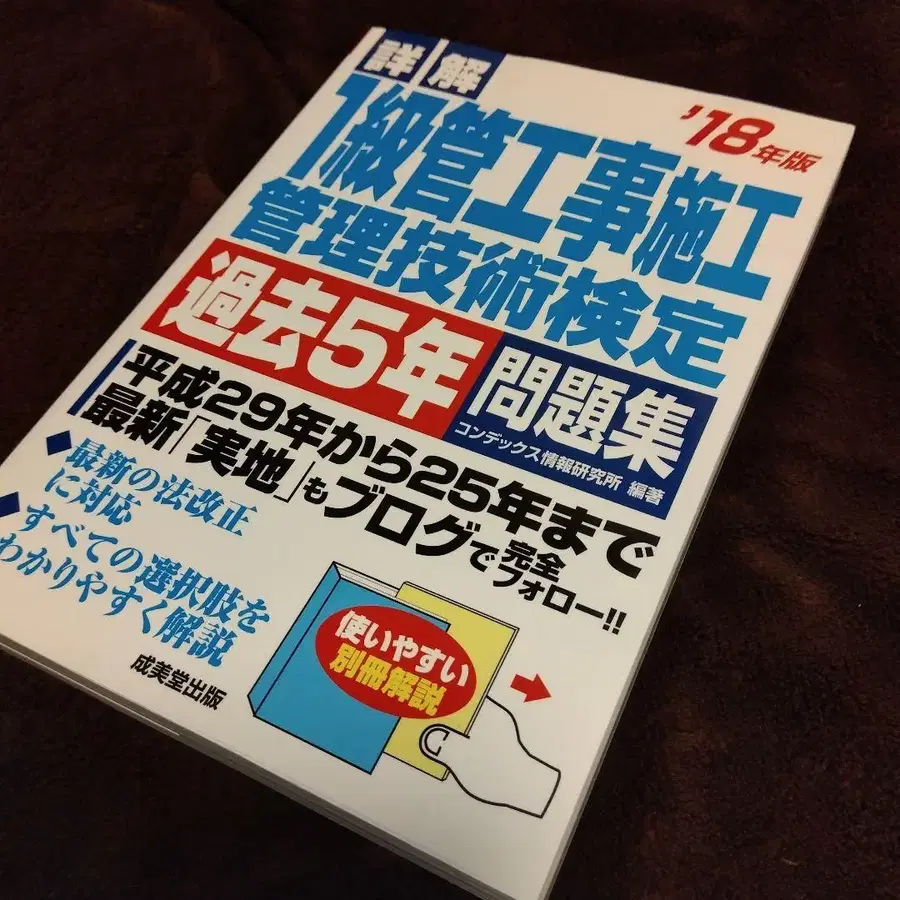 詳解
'18年版
1級管工事施工
管理技術検定
過去5年
問題集
コンデックス情報研究所 編著
平成29年から25年まで
最新「実地」もブログで完全フォロー!!
最新の法改正
に対応
すべての選択肢を
わかりやすく解説
使いやすい
別冊解説
成美堂出版